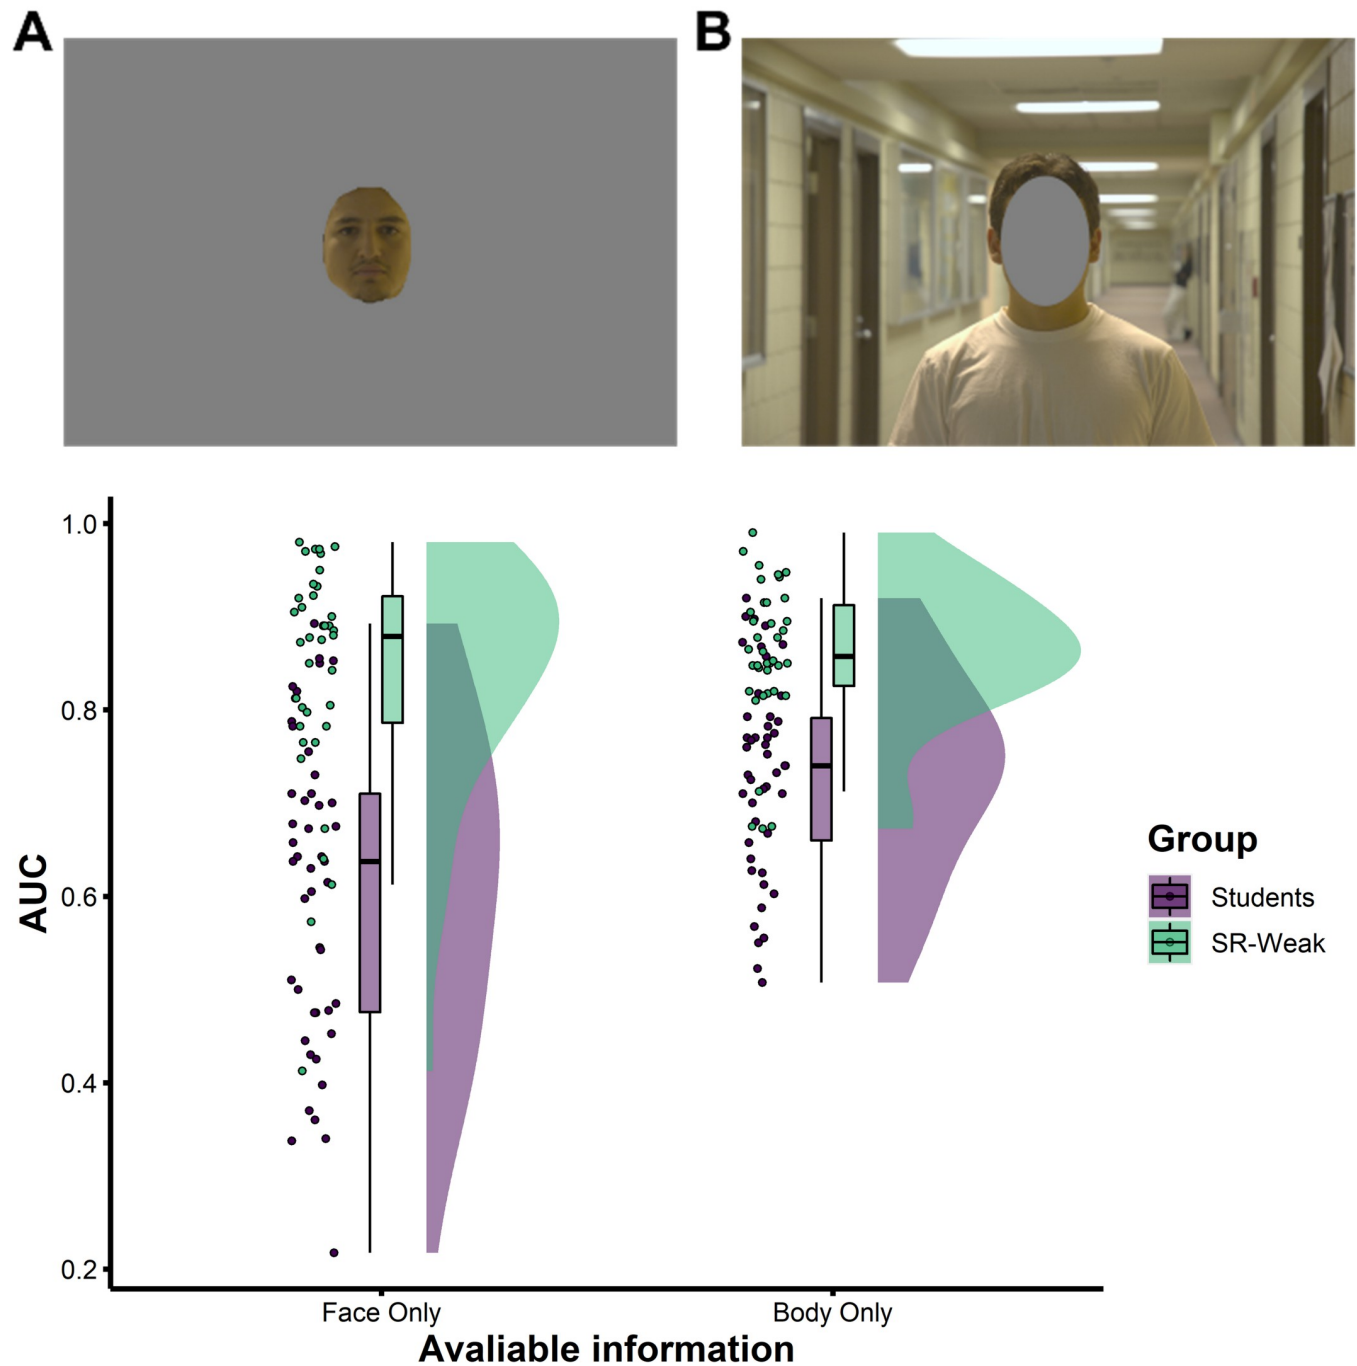 A
B
1.0
0.8
0.6
0.4
0.2
AUC
Face Only
Body Only
Avaliable information
Group
Students
SR-Weak